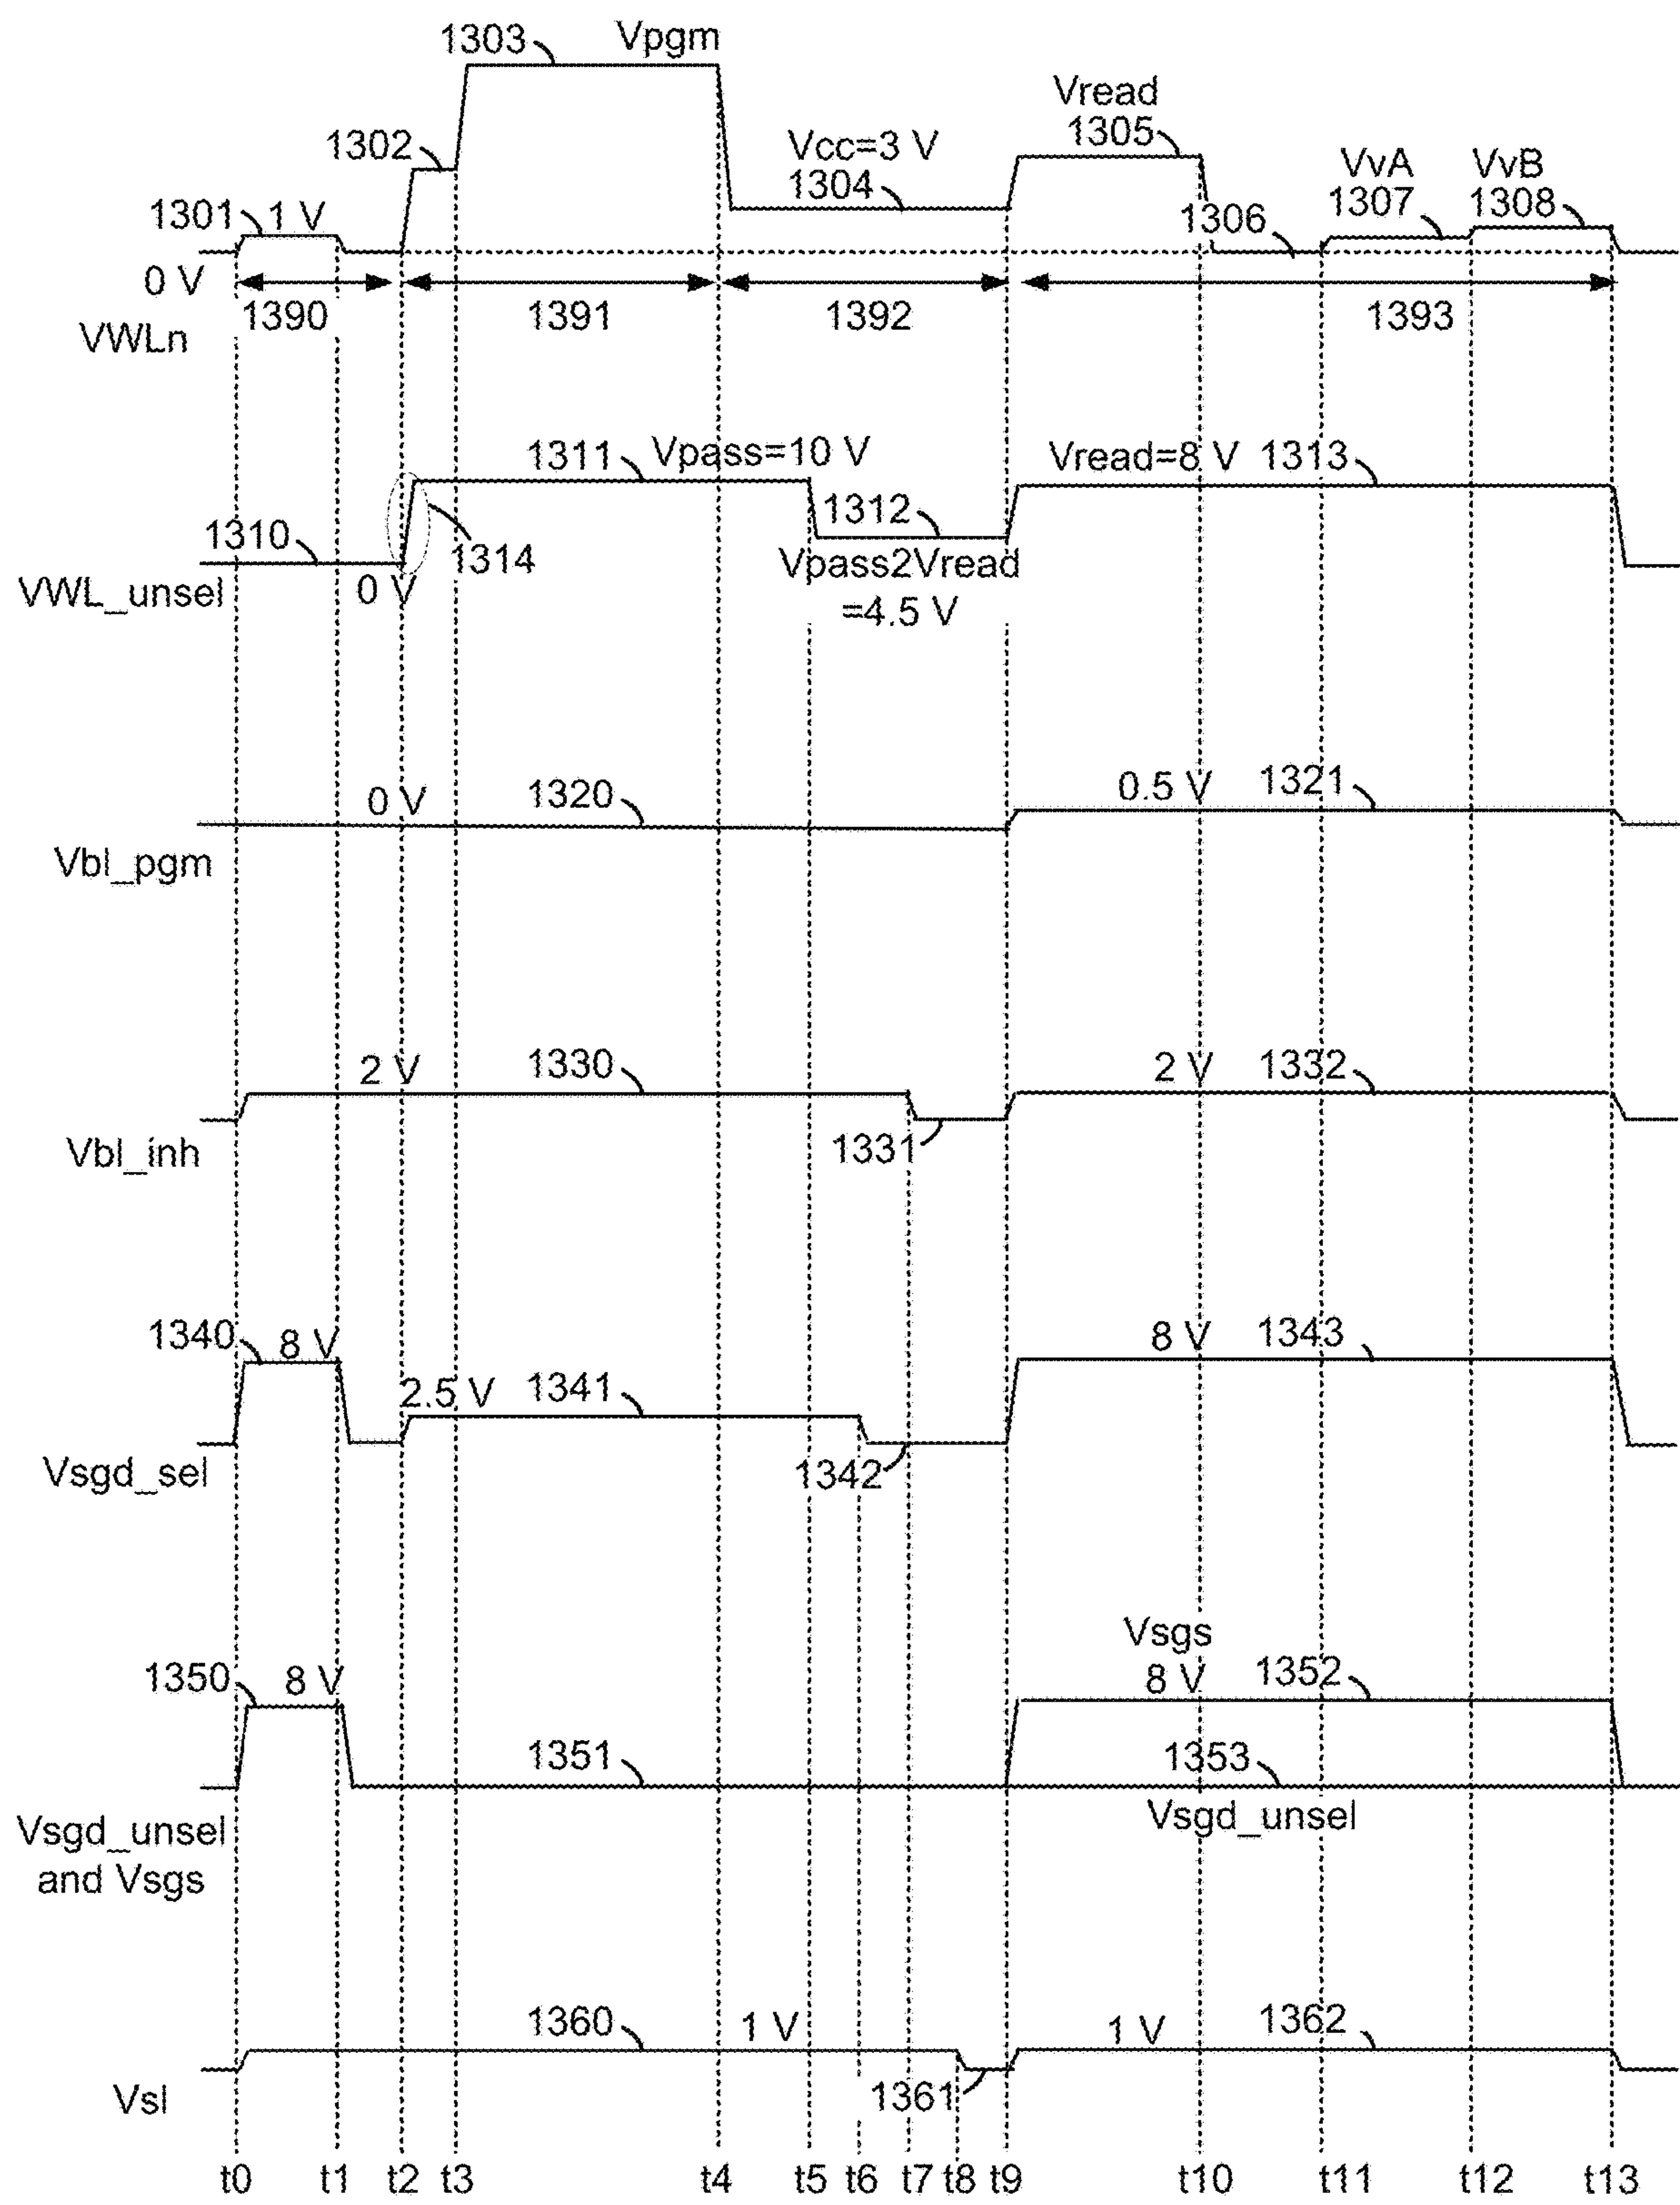 1303 Vpgm
Vread
1302
Vcc=3 V
1305
VvA VvB
1304
1307 1308
1301 1 V
1306
0 V
1390 1391 1392 1393
VWLn
1311 Vpass=10 V
Vread=8 V 1313
1312
1310
1314
Vpass2Vread
VWL_unsel
0 V
=4.5 V
0 V 1320
0.5 V 1321
Vbl_pgm
2 V 1330
2 V 1332
1331
Vbl_inh
1340 8 V
8 V 1343
2.5 V 1341
Vsgd_sel
1342
Vsgs
1350 8 V
8 V 1352
1351
1353
Vsgd_unsel
Vsgd_unsel
and Vsgs
1360 1 V
1 V 1362
Vsl
1361
t0 t1 t2 t3 t4 t5 t6 t7 t8 t9 t10 t11 t12 t13